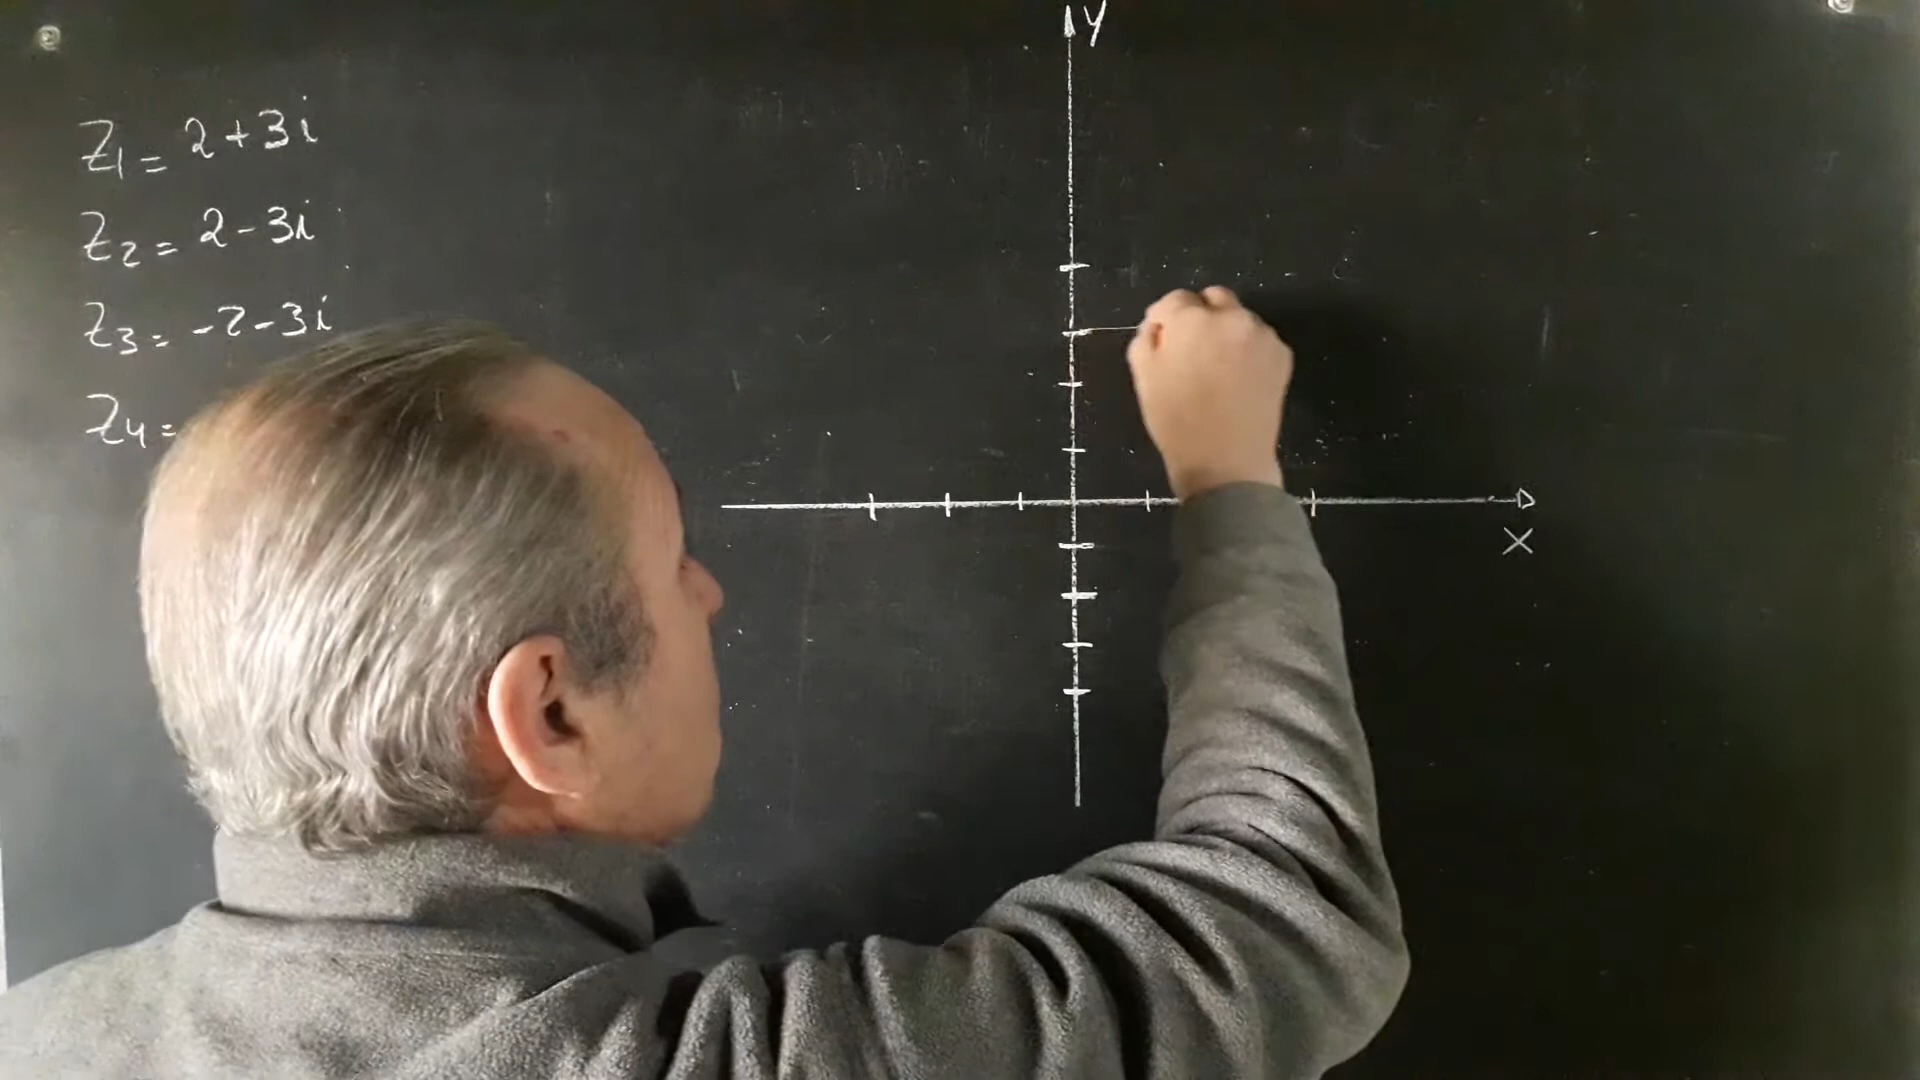 Z1 = 2+3i
Z2 = 2-3i
Z3 = -2-3i
Z4 =
Y
X